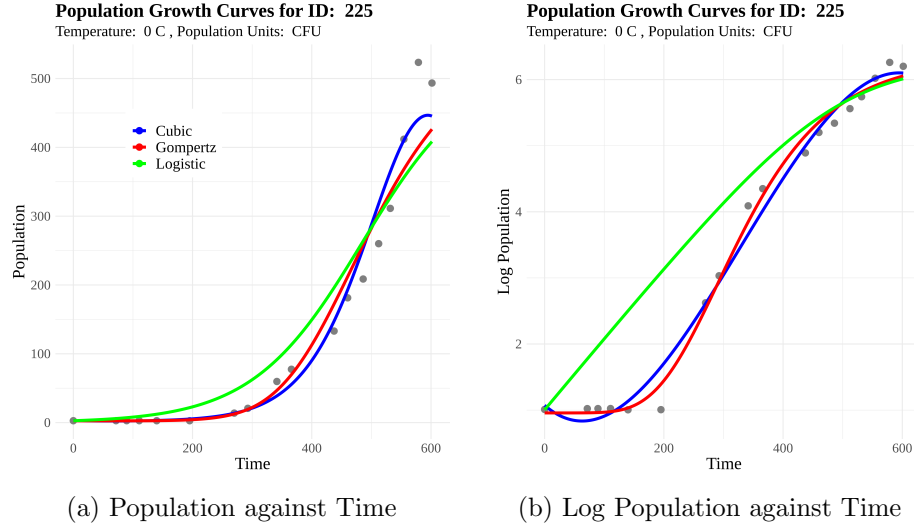 Population Growth Curves for ID:  225
Temperature:  0 C , Population Units:  CFU
500
400
300
200
100
0
Population
Cubic
Gompertz
Logistic
0
200
400
600
Time
(a) Population against Time
Population Growth Curves for ID:  225
Temperature:  0 C , Population Units:  CFU
6
4
2
Log Population
0
200
400
600
Time
(b) Log Population against Time